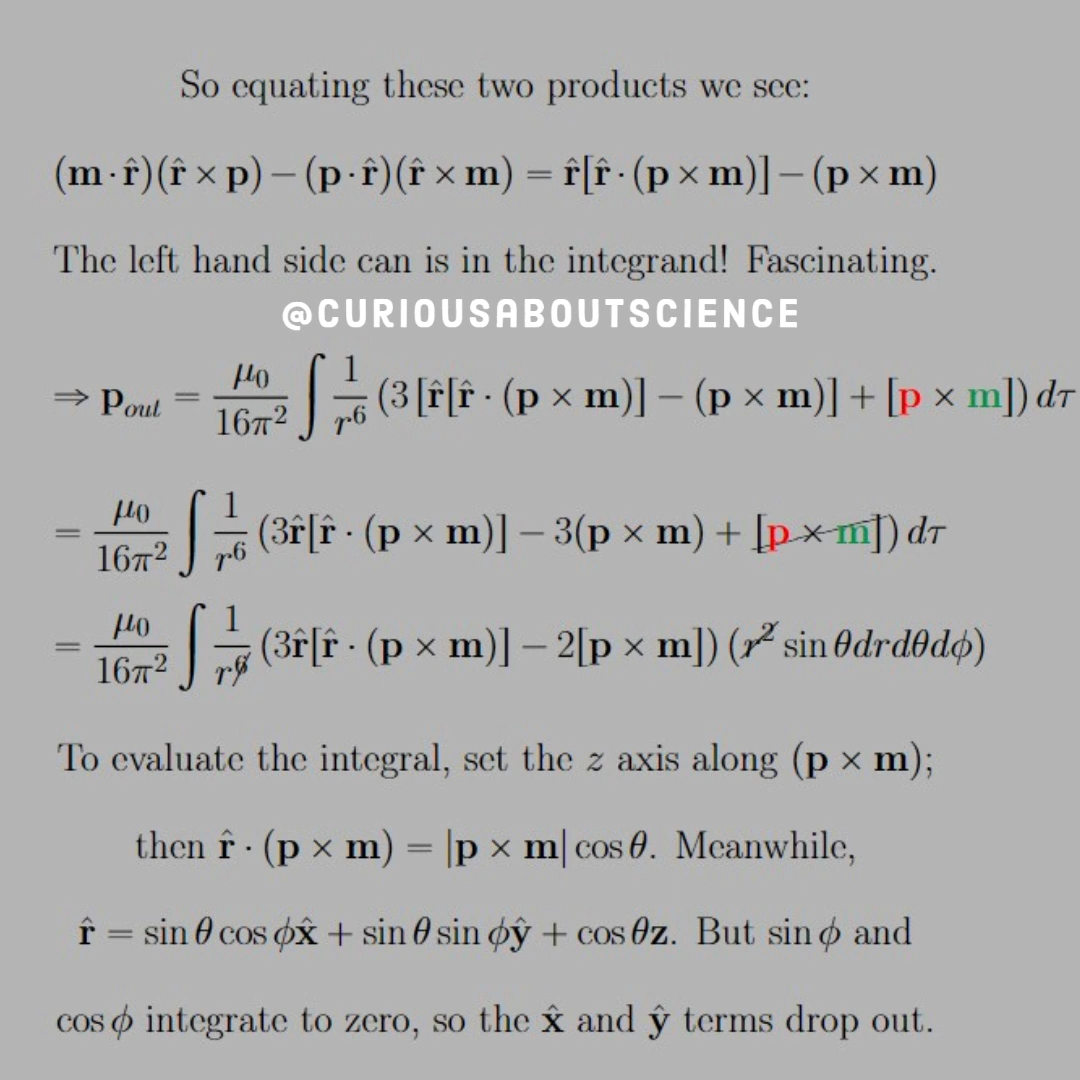 So equating these two products we see:
(m · r̂)(r̂ × p) − (p · r̂)(r̂ × m) = r̂[r̂ · (p × m)] − (p × m)
The left hand side can is in the integrand! Fascinating.
@CURIOUSABOUTSCIENCE
⇒ p_out = μ₀/16π² ∫ 1/r⁶ (3 [r̂[r̂ · (p × m)] − (p × m)] + [p × m]) dτ
= μ₀/16π² ∫ 1/r⁶ (3r̂[r̂ · (p × m)] − 3(p × m) + [p × m]) dτ
= μ₀/16π² ∫ 1/r⁶ (3r̂[r̂ · (p × m)] − 2[p × m]) (r² sin θdrdθdϕ)
To evaluate the integral, set the z axis along (p × m);
then r̂ · (p × m) = |p × m| cos θ. Meanwhile,
r̂ = sin θ cos ϕx̂ + sin θ sin ϕŷ + cos θz. But sin ϕ and
cos ϕ integrate to zero, so the x̂ and ŷ terms drop out.